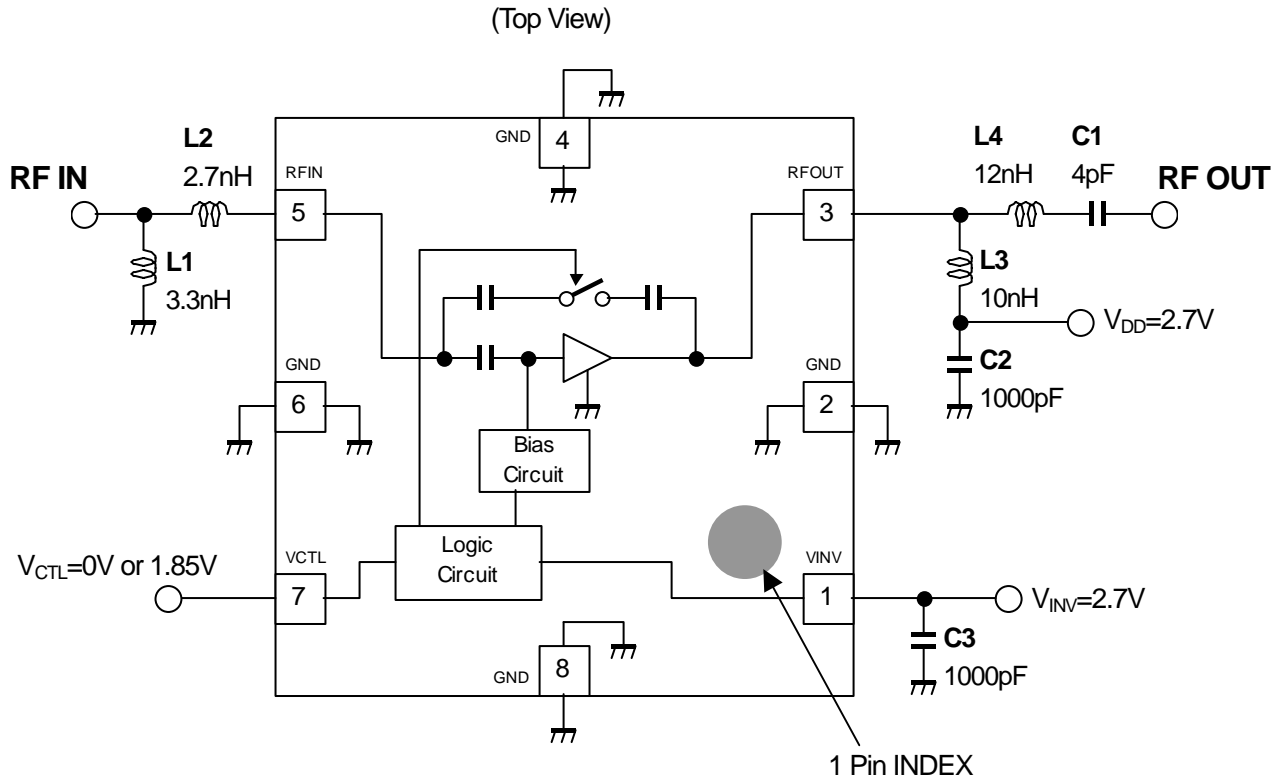 (Top View)
GND
4
L2
2.7nH
RF IN
RFIN
5
L1
3.3nH
RFOUT
3
L4
12nH
C1
4pF
RF OUT
L3
10nH
VDD=2.7V
C2
1000pF
GND
6
GND
2
Bias
Circuit
Logic
Circuit
VCTL=0V or 1.85V
VCTL
7
VINV
1
VINV=2.7V
C3
1000pF
GND
8
1 Pin INDEX